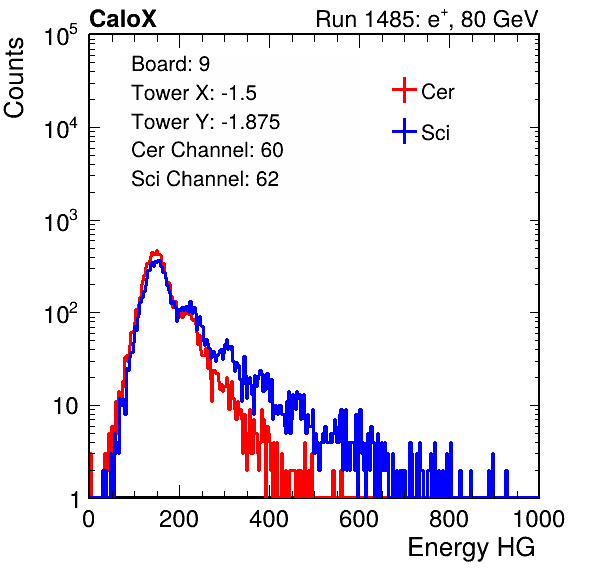 CaloX Run 1485: e⁺, 80 GeV
Counts
Board: 9
Tower X: -1.5
Tower Y: -1.875
Cer Channel: 60
Sci Channel: 62
Cer
Sci
10⁵
10⁴
10³
10²
10
1
0 200 400 600 800 1000
Energy HG